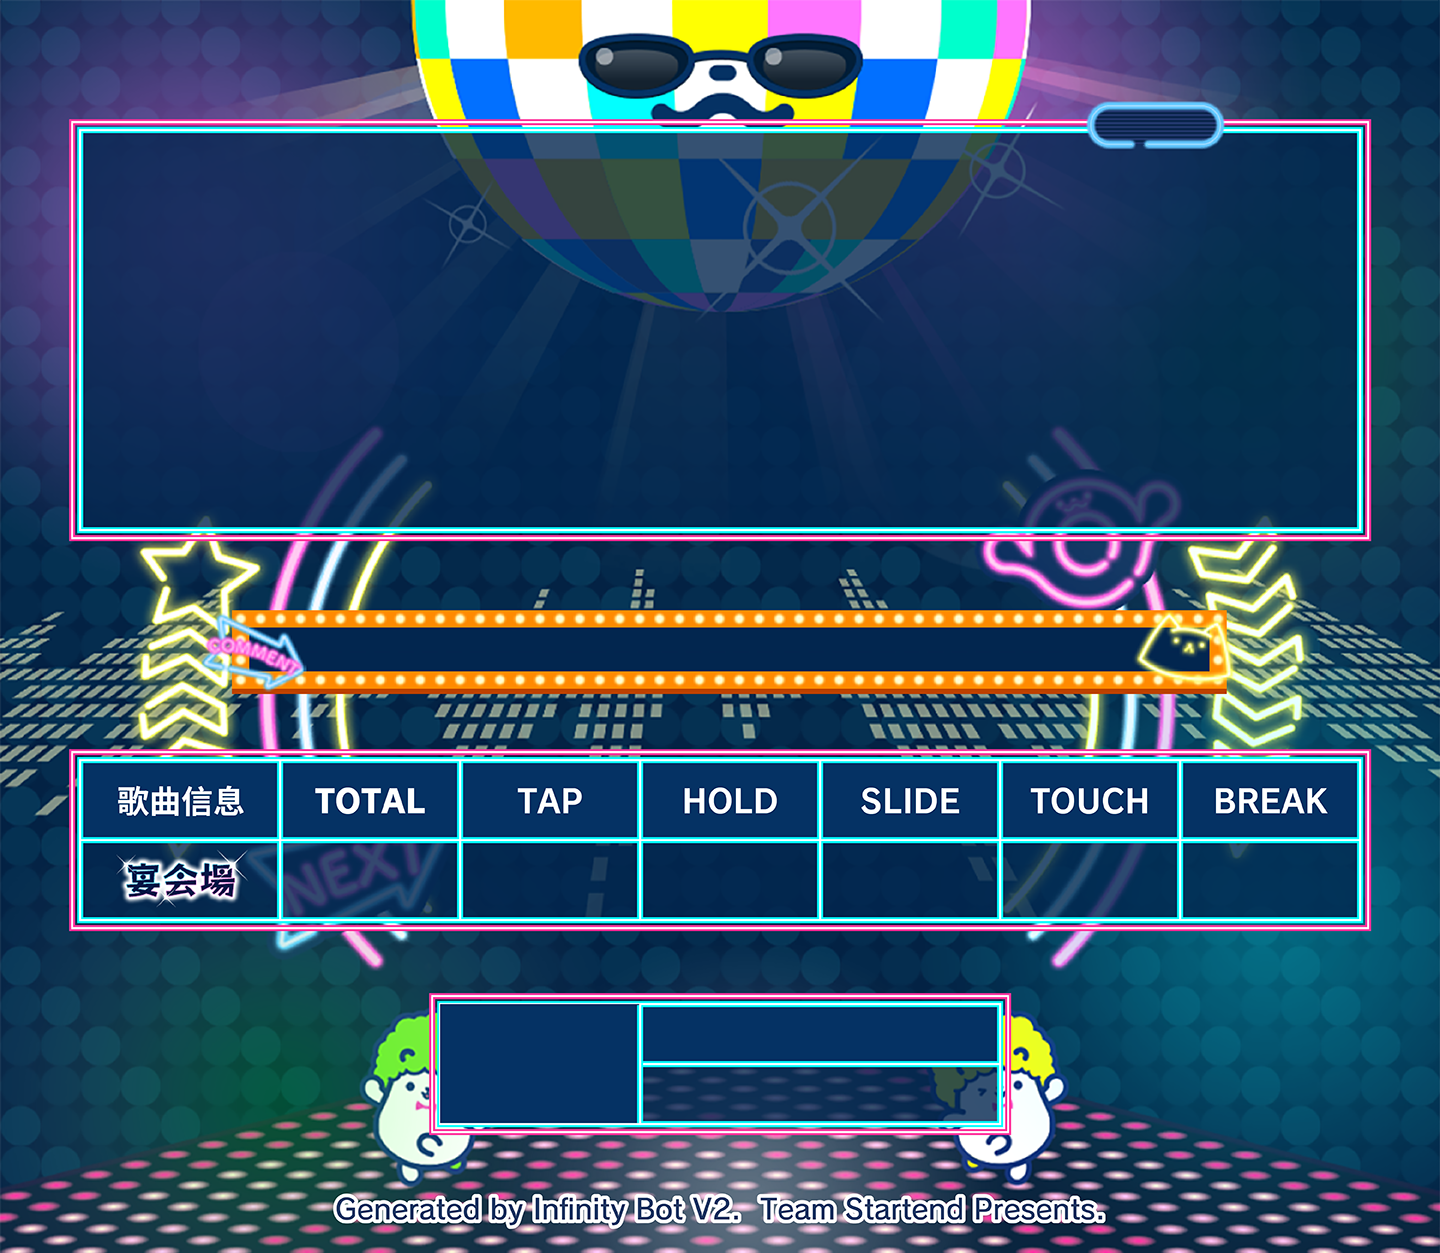 COMMENT
歌曲信息 TOTAL TAP HOLD SLIDE TOUCH BREAK
宴会場
NEXT
Generated by Infinity Bot V2. Team Startend Presents.